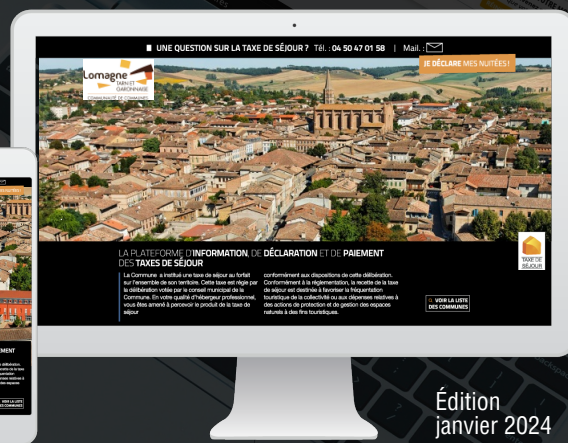 UNE QUESTION SUR LA TAXE DE SÉJOUR ? Tél. : 04 50 47 01 58 | Mail. :
JE DÉCLARE MES NUITÉES !
Lomagne
TARN ET
GARONNAISE
COMMUNAUTÉ DE COMMUNES
LA PLATEFORME D'INFORMATION, DE DÉCLARATION ET DE PAIEMENT
DES TAXES DE SÉJOUR
La Commune a institué une taxe de séjour au forfait
sur l'ensemble de son territoire. Cette taxe est régie par
la délibération votée par le conseil municipal de la
Commune. En votre qualité d'hébergeur professionnel,
vous êtes amené à percevoir le produit de la taxe de
séjour
conformément aux dispositions de cette délibération.
Conformément à la réglementation, la recette de la taxe
de séjour est destinée à favoriser la fréquentation
touristique de la collectivité ou aux dépenses relatives à
des actions de protection et de gestion des espaces
naturels à des fins touristiques.
TAXE DE
SÉJOUR
VOIR LA LISTE
DES COMMUNES
VOIR LA LISTE
DES COMMUNES
Édition
janvier 2024